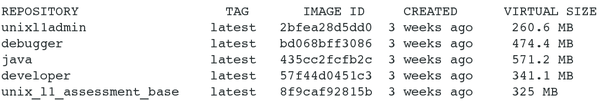 REPOSITORY TAG IMAGE ID CREATED VIRTUAL SIZE
unixl1admin latest 2bfea28d5dd0 3 weeks ago 260.6 MB
debugger latest bd068bff3086 3 weeks ago 474.4 MB
java latest 435cc2fcfb2c 3 weeks ago 571.2 MB
developer latest 57f44d0451c3 3 weeks ago 341.1 MB
unix_l1_assessment_base latest 8f9caf92815b 3 weeks ago 325 MB